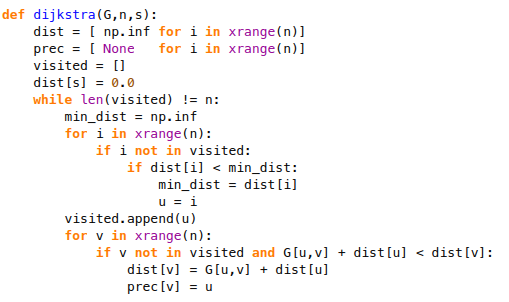 def dijkstra(G,n,s):
    dist = [ np.inf for i in xrange(n)]
    prec = [ None   for i in xrange(n)]
    visited = []
    dist[s] = 0.0
    while len(visited) != n:
        min_dist = np.inf
        for i in xrange(n):
            if i not in visited:
                if dist[i] < min_dist:
                    min_dist = dist[i]
                    u = i
        visited.append(u)
        for v in xrange(n):
            if v not in visited and G[u,v] + dist[u] < dist[v]:
                dist[v] = G[u,v] + dist[u]
                prec[v] = u